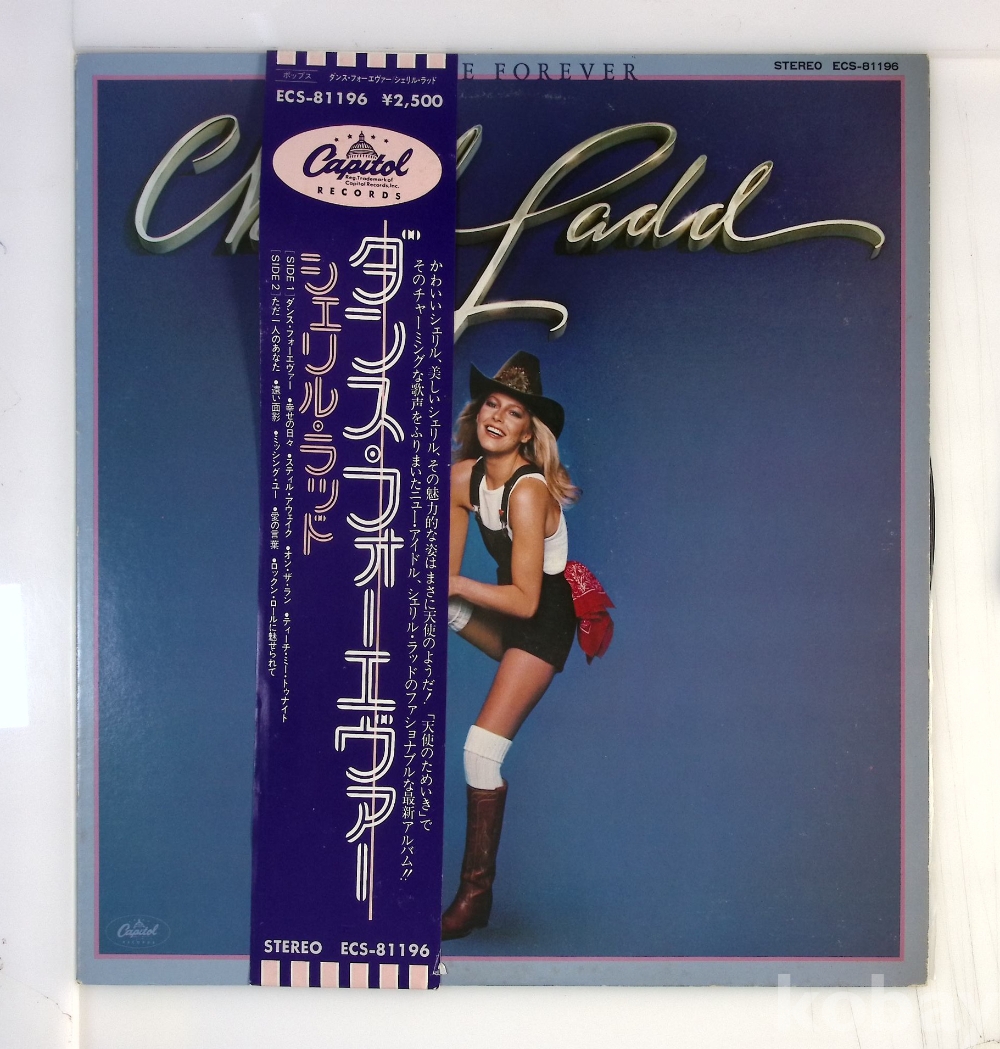 E FOREVER
STEREO ECS-81196
Ch Ladd
ポップス
ダンス・フォーエヴァー/シェリル・ラッド
ECS-81196 ¥2,500
Capitol
Reg. Trademark of
Capitol Records, Inc.
RECORDS
かわいいシェリル、美しいシェリル、その魅力的な姿はまさに天使のようだ!「天使のためいき」で
そのチャーミングな歌声をふりまいたニュー・アイドル、シェリル・ラッドのファショナブルな最新アルバム!!
ダンス・フォーエヴァー
シェリル・ラッド
[SIDE 1] ダンス・フォーエヴァー ●幸せの日々 ●スティル・アウェイク ●オン・ザ・ラン ●ティーチ・ミー・トゥナイト
[SIDE 2] ただ一人のあなた ●遠い面影 ●ミッシング・ユー ●愛の言葉 ●ロックン・ロールに魅せられて
STEREO ECS-81196
Capitol
RECORDS
koba